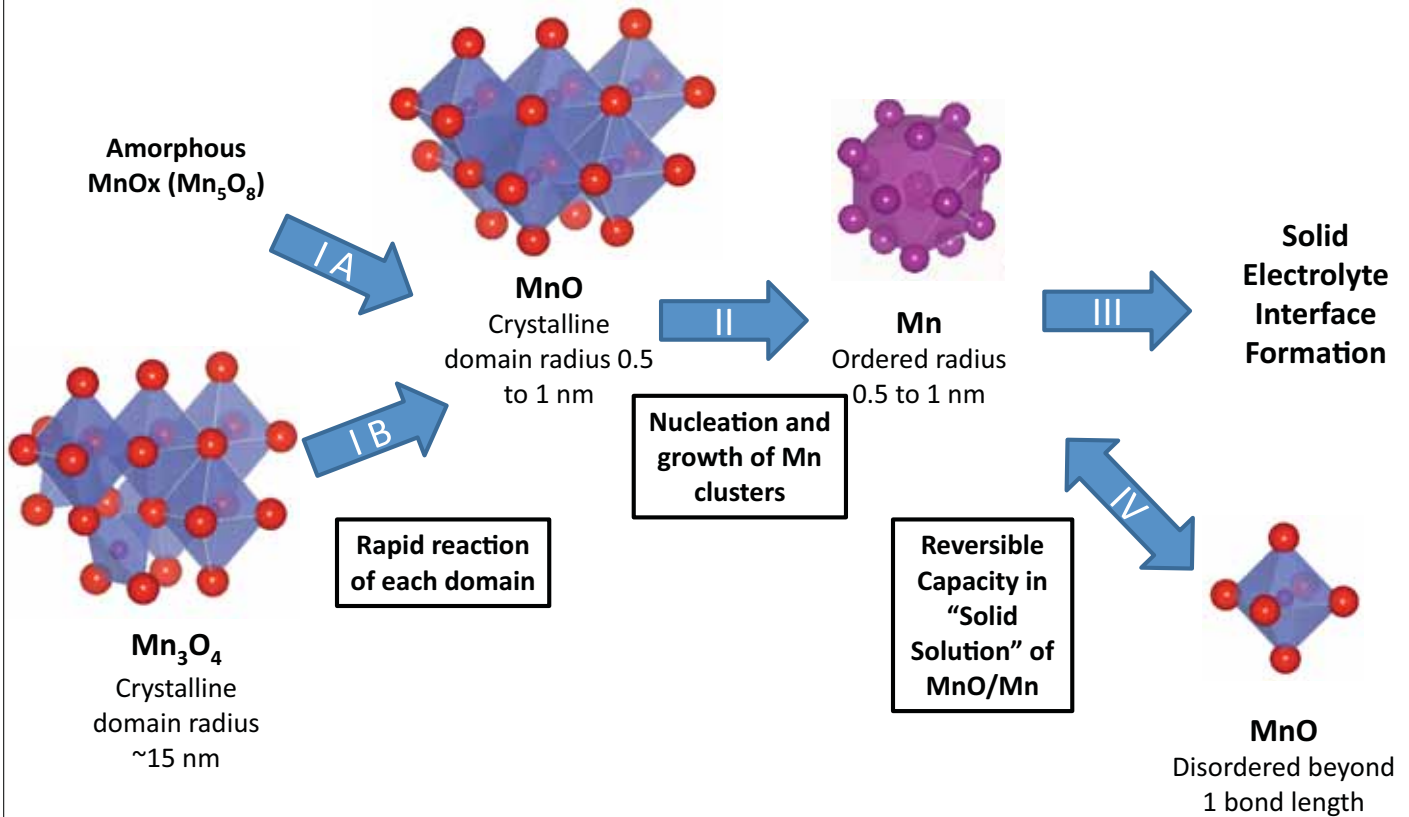 Amorphous
MnOx (Mn₅O₈)
I A
MnO
Crystalline
domain radius 0.5
to 1 nm
II
Mn
Ordered radius
0.5 to 1 nm
III
Solid
Electrolyte
Interface
Formation
I B
Nucleation and
growth of Mn
clusters
Rapid reaction
of each domain
Reversible
Capacity in
“Solid
Solution” of
MnO/Mn
IV
Mn₃O₄
Crystalline
domain radius
~15 nm
MnO
Disordered beyond
1 bond length